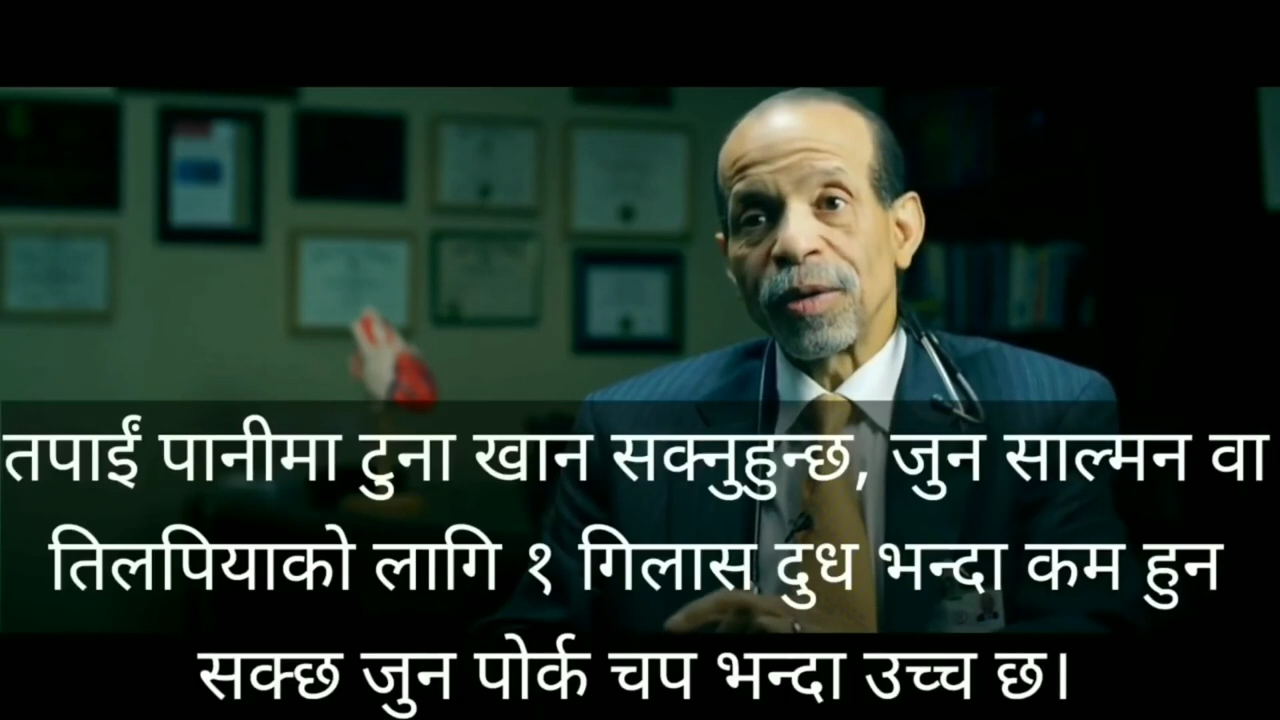 तपाईं पानीमा टुना खान सक्नुहुन्छ, जुन साल्मन वा
तिलपियाको लागि १ गिलास दुध भन्दा कम हुन
सक्छ जुन पोर्क चप भन्दा उच्च छ।